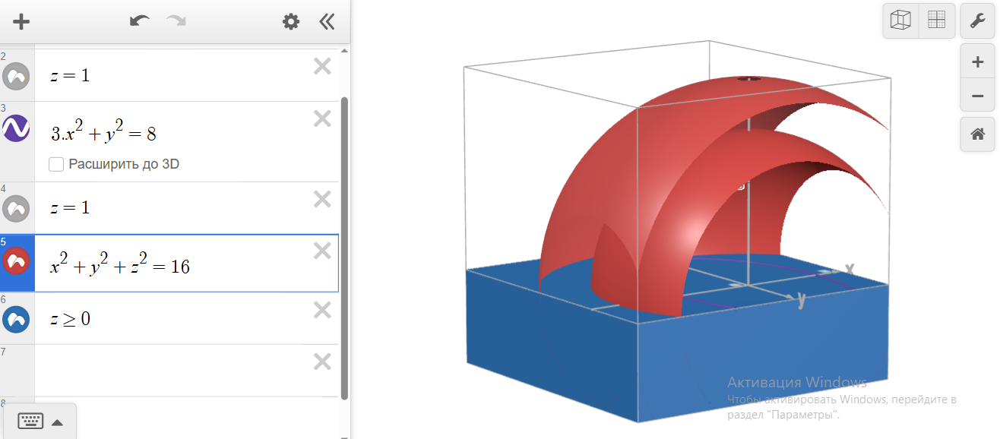 2
z = 1
3
3.x² + y² = 8
Расширить до 3D
4
z = 1
5
x² + y² + z² = 16
6
z ≥ 0
7
8
x
y
Активация Windows
Чтобы активировать Windows, перейдите в
раздел "Параметры".